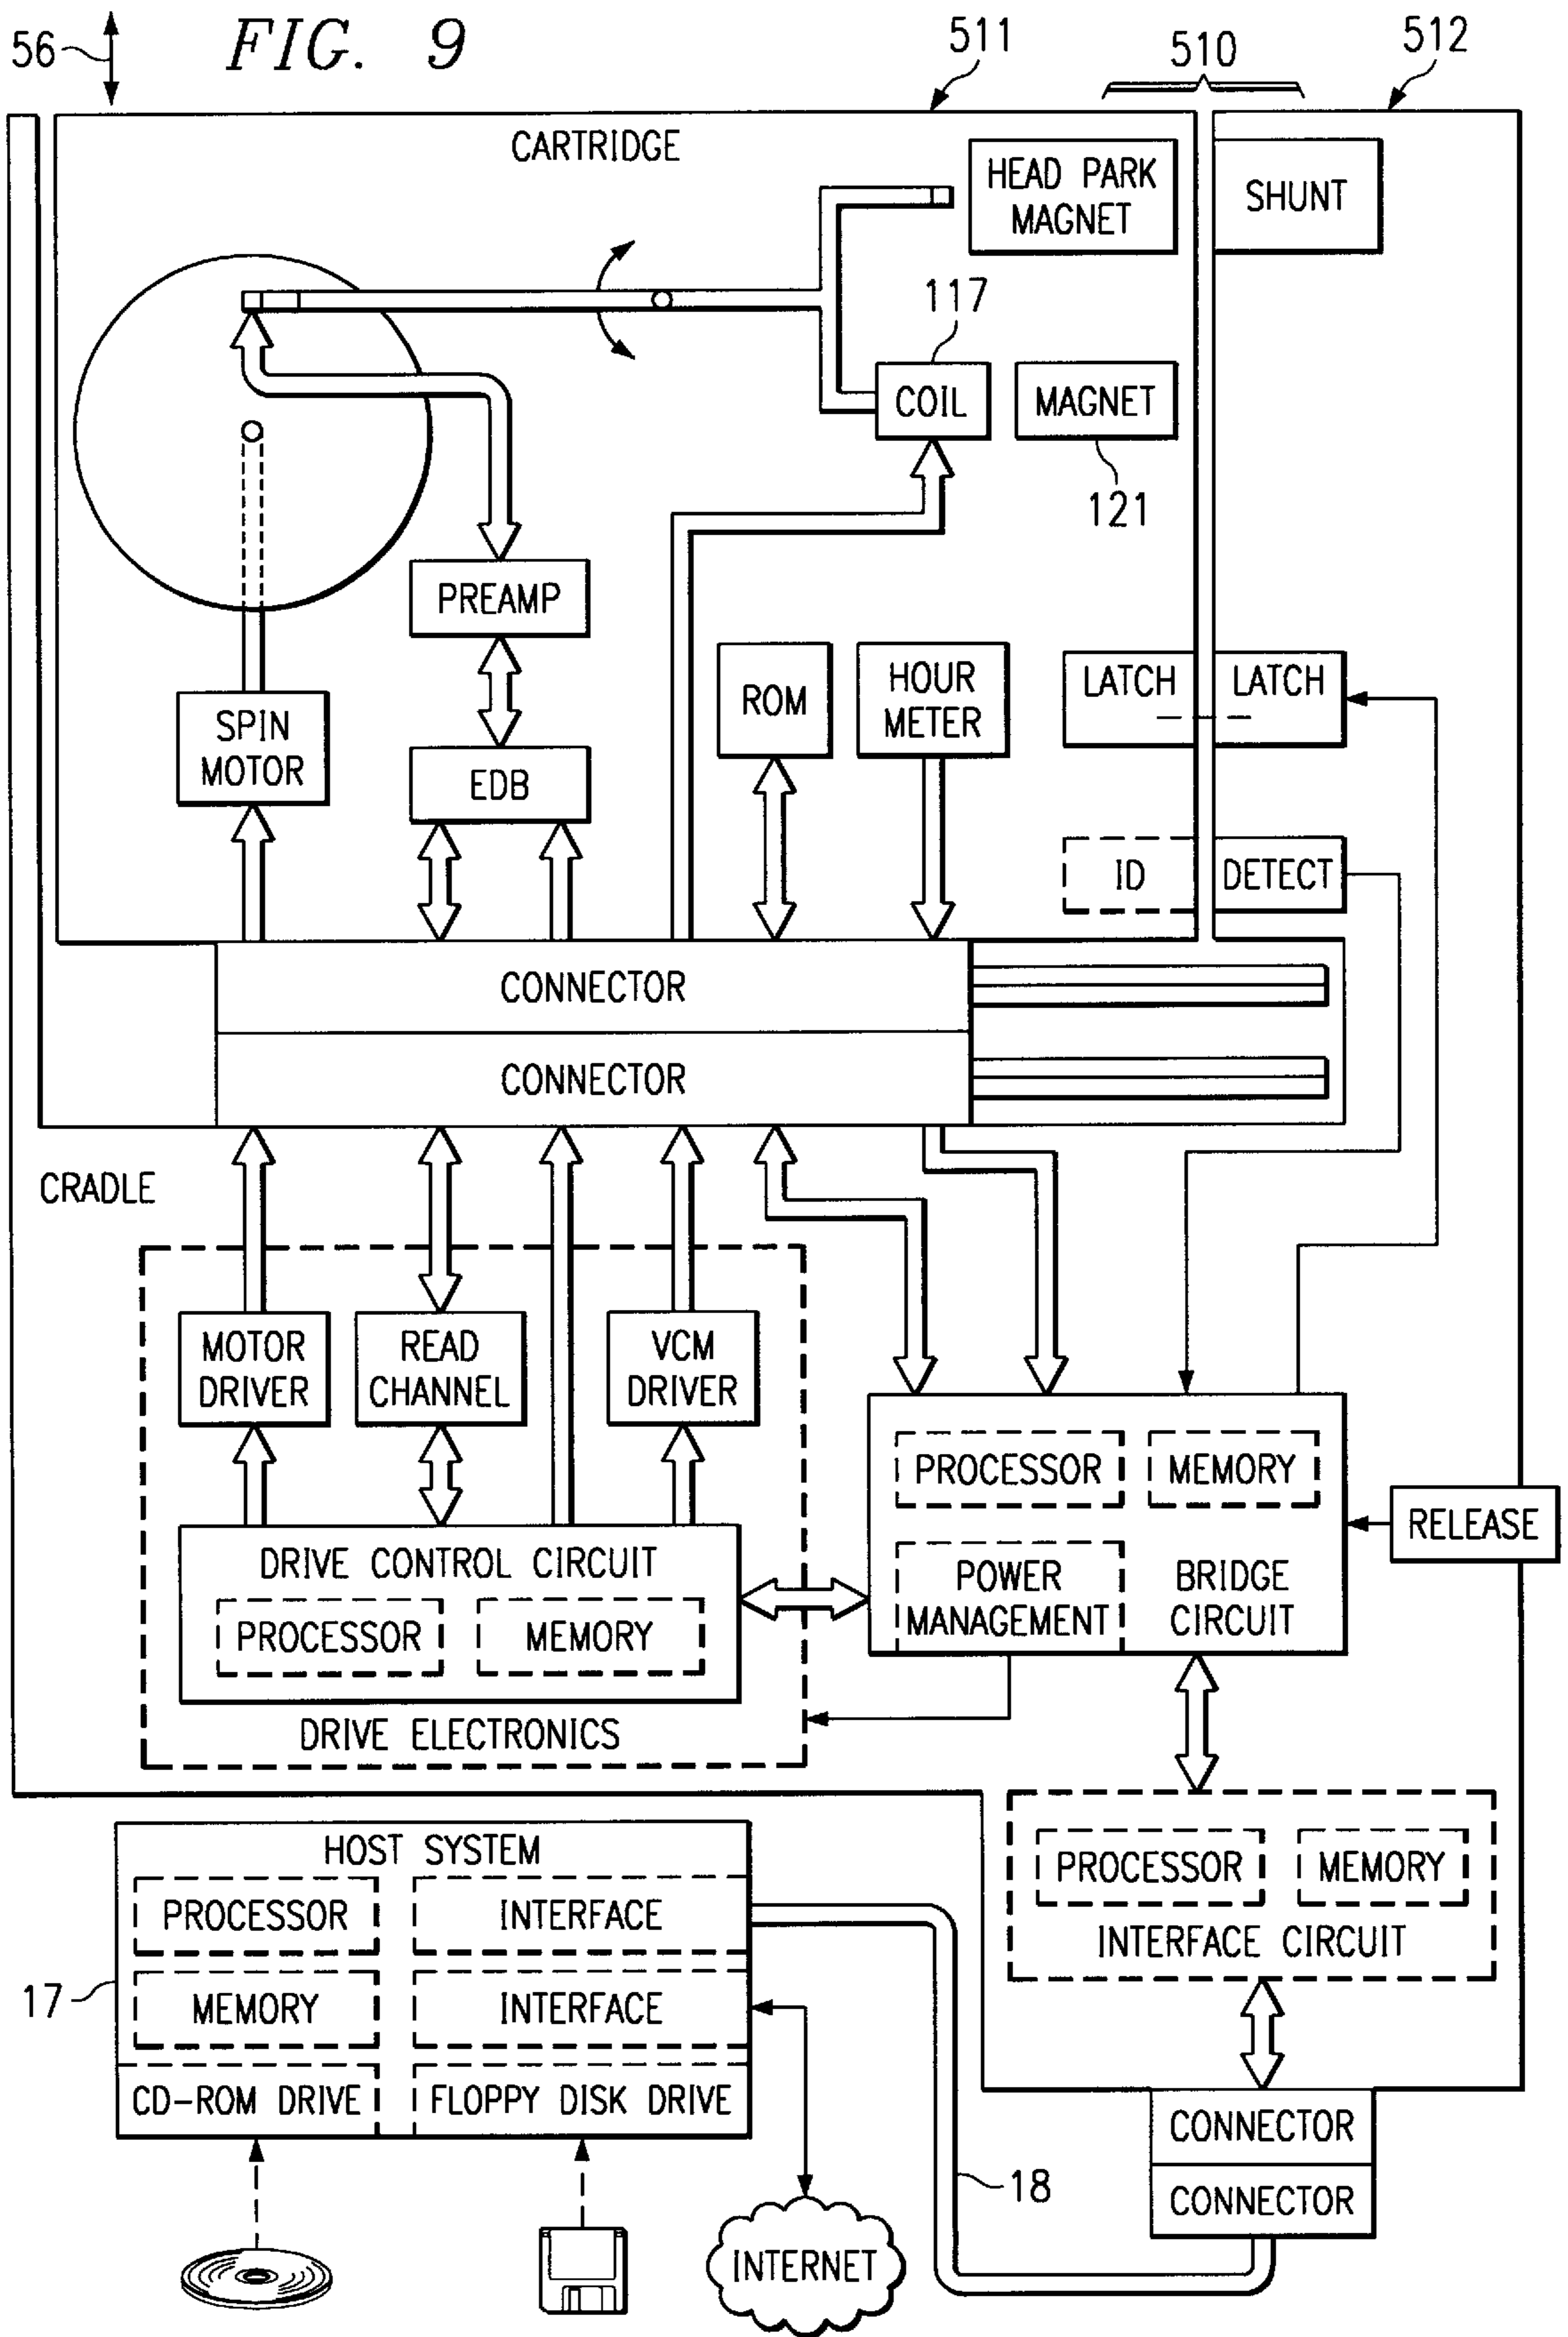 56
FIG. 9
511
510
512
CARTRIDGE
HEAD PARK
MAGNET
SHUNT
117
COIL
MAGNET
121
PREAMP
ROM
HOUR
METER
LATCH
LATCH
SPIN
MOTOR
EDB
ID
DETECT
CONNECTOR
CONNECTOR
CRADLE
MOTOR
DRIVER
READ
CHANNEL
VCM
DRIVER
PROCESSOR
MEMORY
RELEASE
DRIVE CONTROL CIRCUIT
PROCESSOR
MEMORY
POWER
MANAGEMENT
BRIDGE
CIRCUIT
DRIVE ELECTRONICS
HOST SYSTEM
PROCESSOR
INTERFACE
17
MEMORY
INTERFACE
CD-ROM DRIVE
FLOPPY DISK DRIVE
PROCESSOR
MEMORY
INTERFACE CIRCUIT
CONNECTOR
CONNECTOR
18
INTERNET